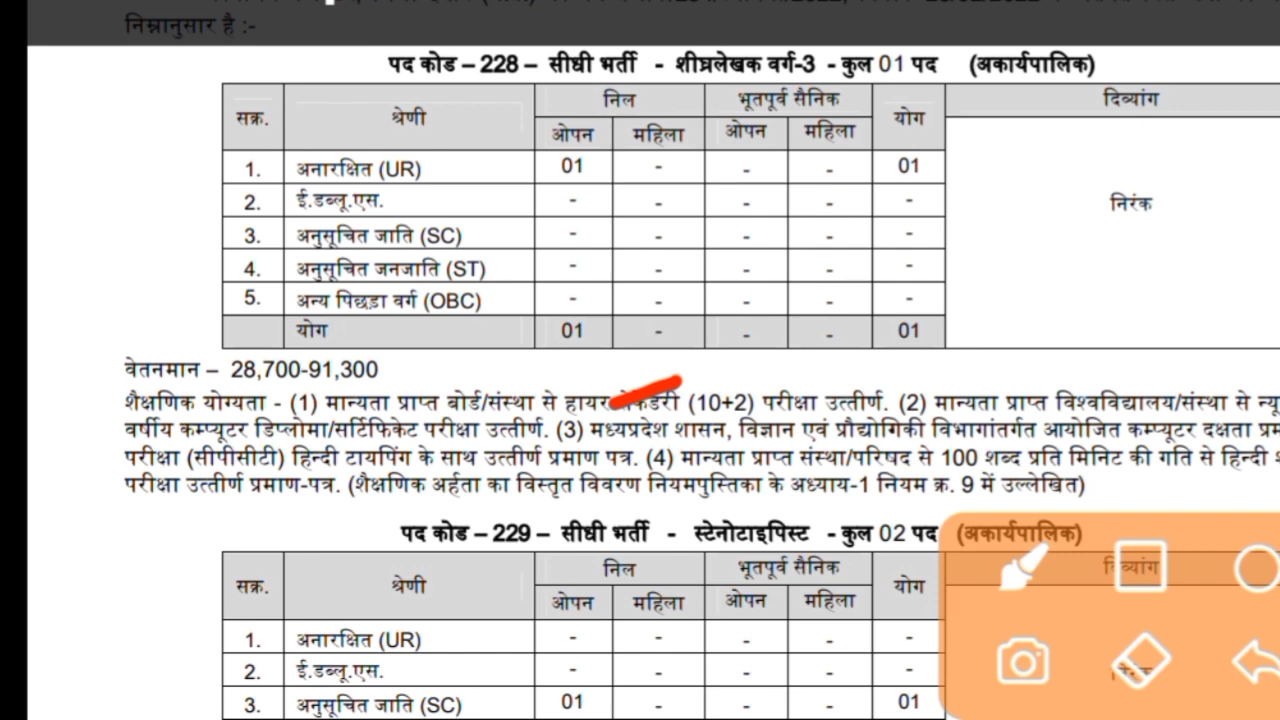 निम्नानुसार है :-
पद कोड – 228 – सीधी भर्ती - शीघ्रलेखक वर्ग-3 - कुल 01 पद (अकार्यपालिक)
सक्र. श्रेणी निल भूतपूर्व सैनिक योग दिव्यांग
ओपन महिला ओपन महिला
1. अनारक्षित (UR) 01 - - - 01
2. ई.डब्लू.एस. - - - - - निरंक
3. अनुसूचित जाति (SC) - - - - -
4. अनुसूचित जनजाति (ST) - - - - -
5. अन्य पिछड़ा वर्ग (OBC) - - - - -
योग 01 - - - 01
वेतनमान – 28,700-91,300
शैक्षणिक योग्यता - (1) मान्यता प्राप्त बोर्ड/संस्था से हायर सेकेंडरी (10+2) परीक्षा उत्तीर्ण. (2) मान्यता प्राप्त विश्वविद्यालय/संस्था से
वर्षीय कम्प्यूटर डिप्लोमा/सर्टिफिकेट परीक्षा उत्तीर्ण. (3) मध्यप्रदेश शासन, विज्ञान एवं प्रौद्योगिकी विभागांतर्गत आयोजित कम्प्यूटर दक्षता
परीक्षा (सीपीसीटी) हिन्दी टायपिंग के साथ उत्तीर्ण प्रमाण पत्र. (4) मान्यता प्राप्त संस्था/परिषद से 100 शब्द प्रति मिनिट की गति से हिन्दी
परीक्षा उत्तीर्ण प्रमाण-पत्र. (शैक्षणिक अर्हता का विस्तृत विवरण नियमपुस्तिका के अध्याय-1 नियम क्र. 9 में उल्लेखित)
पद कोड – 229 – सीधी भर्ती - स्टेनोटाइपिस्ट - कुल 02 पद (अकार्यपालिक)
सक्र. श्रेणी निल भूतपूर्व सैनिक योग दिव्यांग
ओपन महिला ओपन महिला
1. अनारक्षित (UR) - - - - -
2. ई.डब्लू.एस. - - - - -
3. अनुसूचित जाति (SC) 01 - - - 01